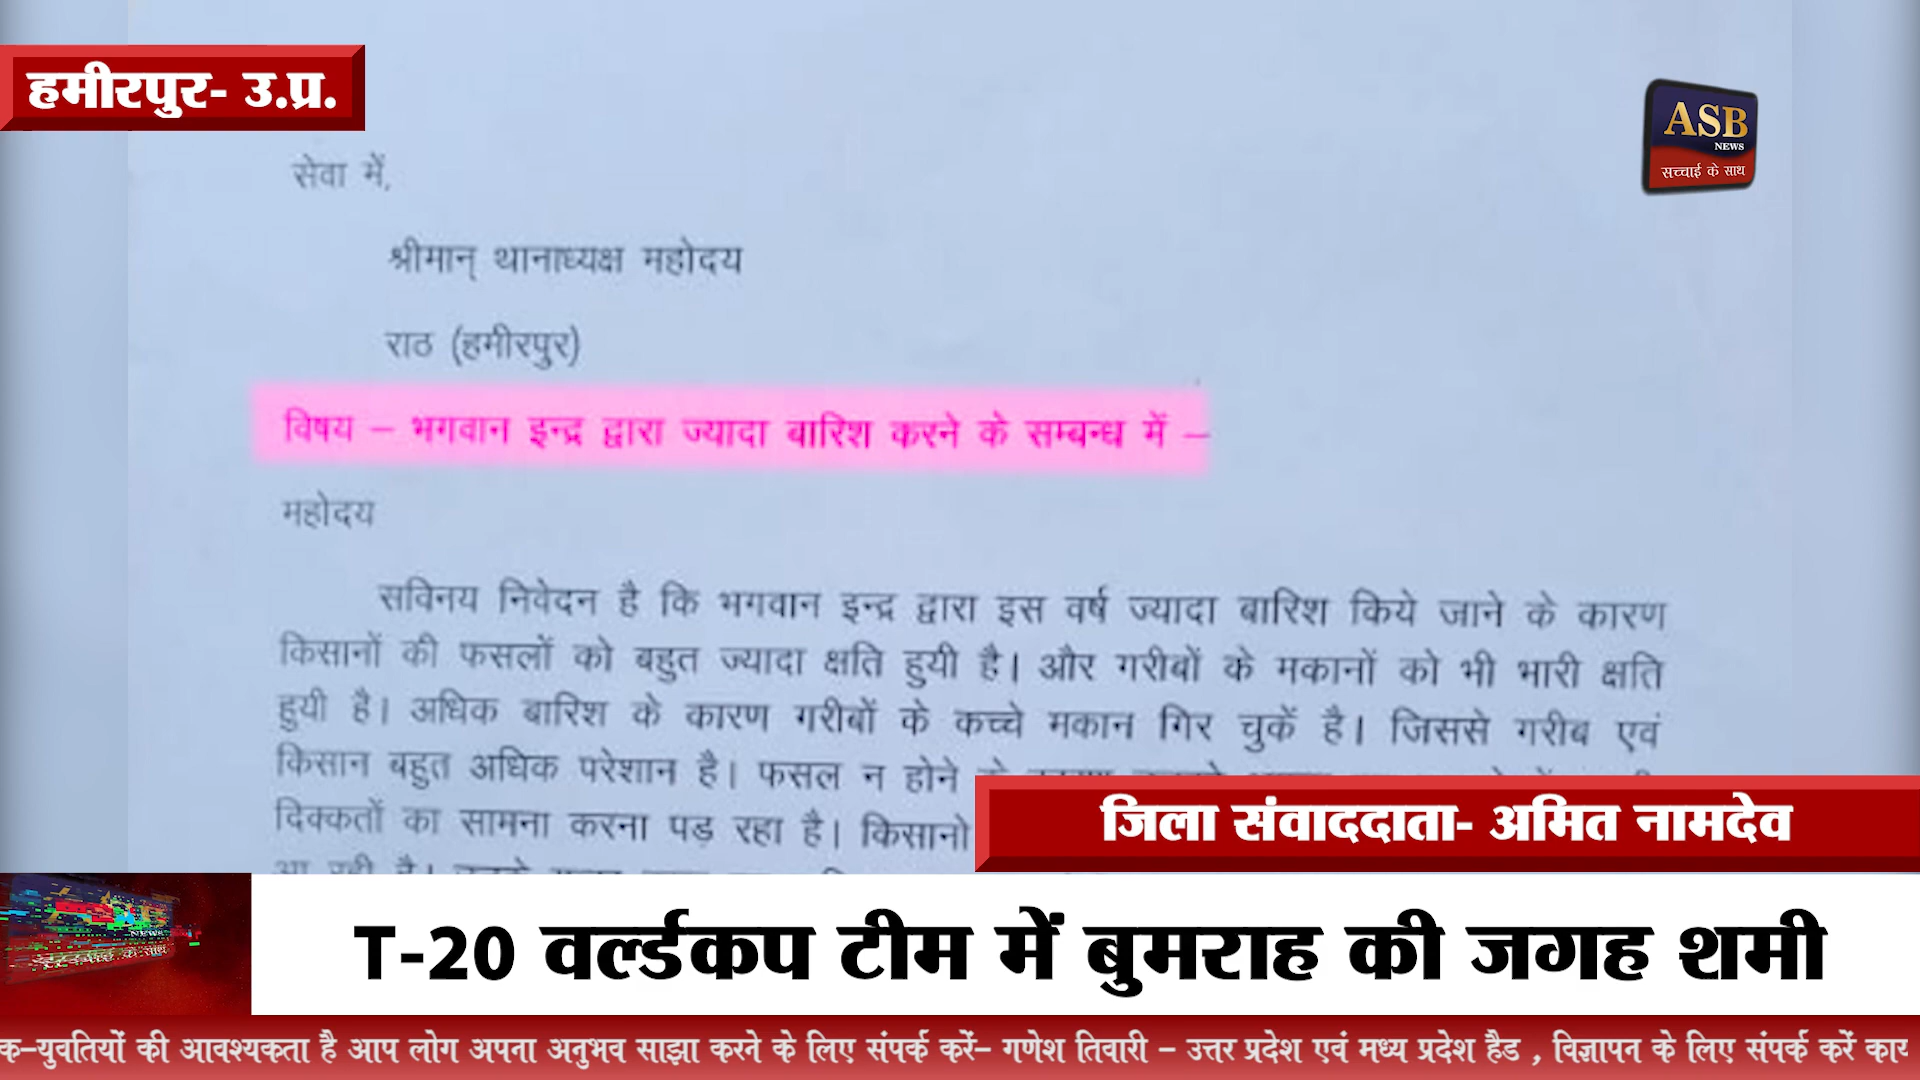 हमीरपुर- उ.प्र.
ASB
NEWS
सच्चाई के साथ
सेवा में,
श्रीमान् थानाध्यक्ष महोदय
राठ (हमीरपुर)
विषय – भगवान इन्द्र द्वारा ज्यादा बारिश करने के सम्बन्ध में –
महोदय
सविनय निवेदन है कि भगवान इन्द्र द्वारा इस वर्ष ज्यादा बारिश किये जाने के कारण
किसानों की फसलों को बहुत ज्यादा क्षति हुयी है। और गरीबों के मकानों को भी भारी क्षति
हुयी है। अधिक बारिश के कारण गरीबों के कच्चे मकान गिर चुकें है। जिससे गरीब एवं
किसान बहुत अधिक परेशान है। फसल न होने
दिक्कतों का सामना करना पड़ रहा है। किसानो
जिला संवाददाता- अमित नामदेव
T-20 वर्ल्डकप टीम में बुमराह की जगह शमी
क–युवतियों की आवश्यकता है आप लोग अपना अनुभव साझा करने के लिए संपर्क करें– गणेश तिवारी – उत्तर प्रदेश एवं मध्य प्रदेश हैड , विज्ञापन के लिए संपर्क करें